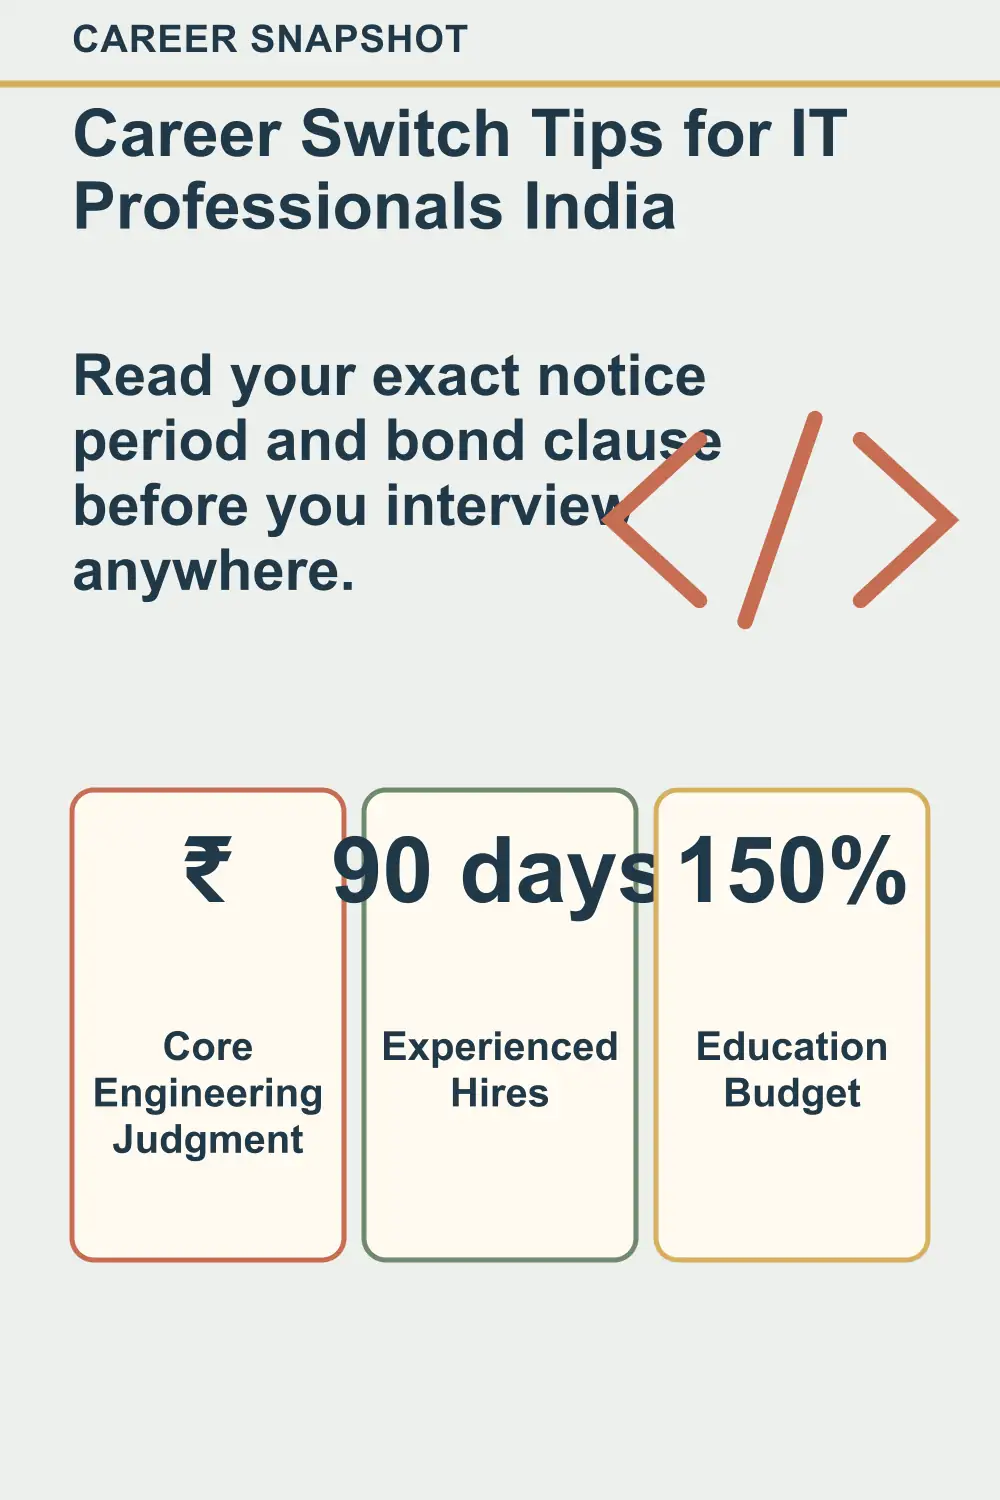 CAREER SNAPSHOT
Career Switch Tips for IT
Professionals India
Read your exact notice
period and bond clause
before you interview
anywhere.
</>
₹
90 days
150%
Core
Engineering
Judgment
Experienced
Hires
Education
Budget